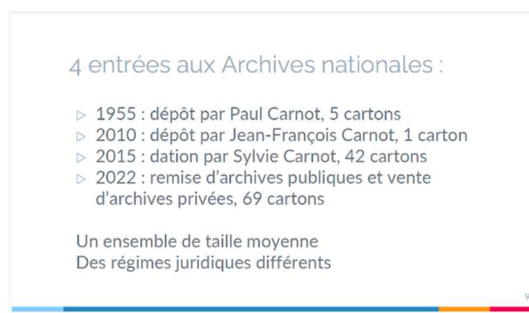 4 entrées aux Archives nationales :
▷ 1955 : dépôt par Paul Carnot, 5 cartons
▷ 2010 : dépôt par Jean-François Carnot, 1 carton
▷ 2015 : dation par Sylvie Carnot, 42 cartons
▷ 2022 : remise d'archives publiques et vente
d'archives privées, 69 cartons
Un ensemble de taille moyenne
Des régimes juridiques différents
9